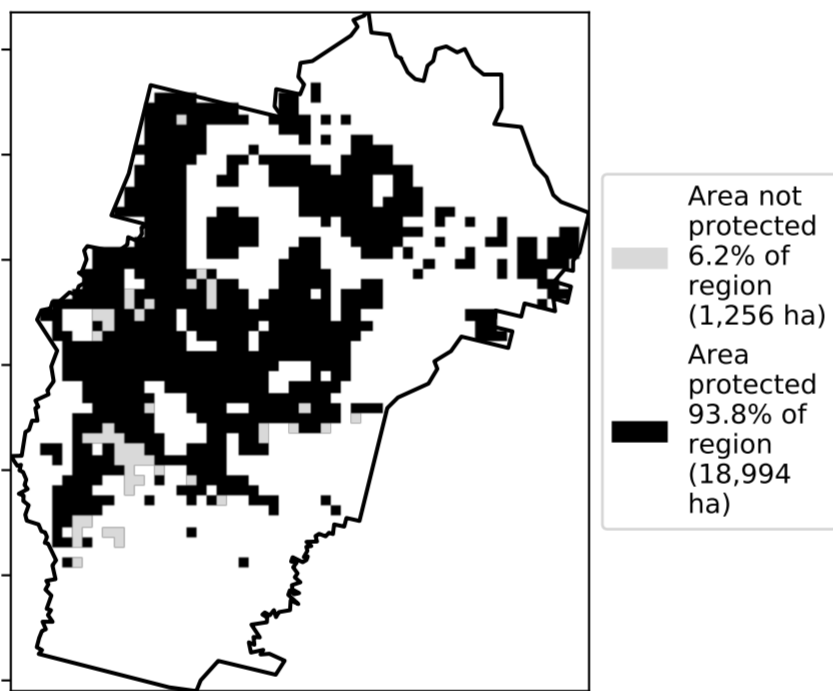 Area not
protected
6.2% of
region
(1,256 ha)
Area
protected
93.8% of
region
(18,994
ha)